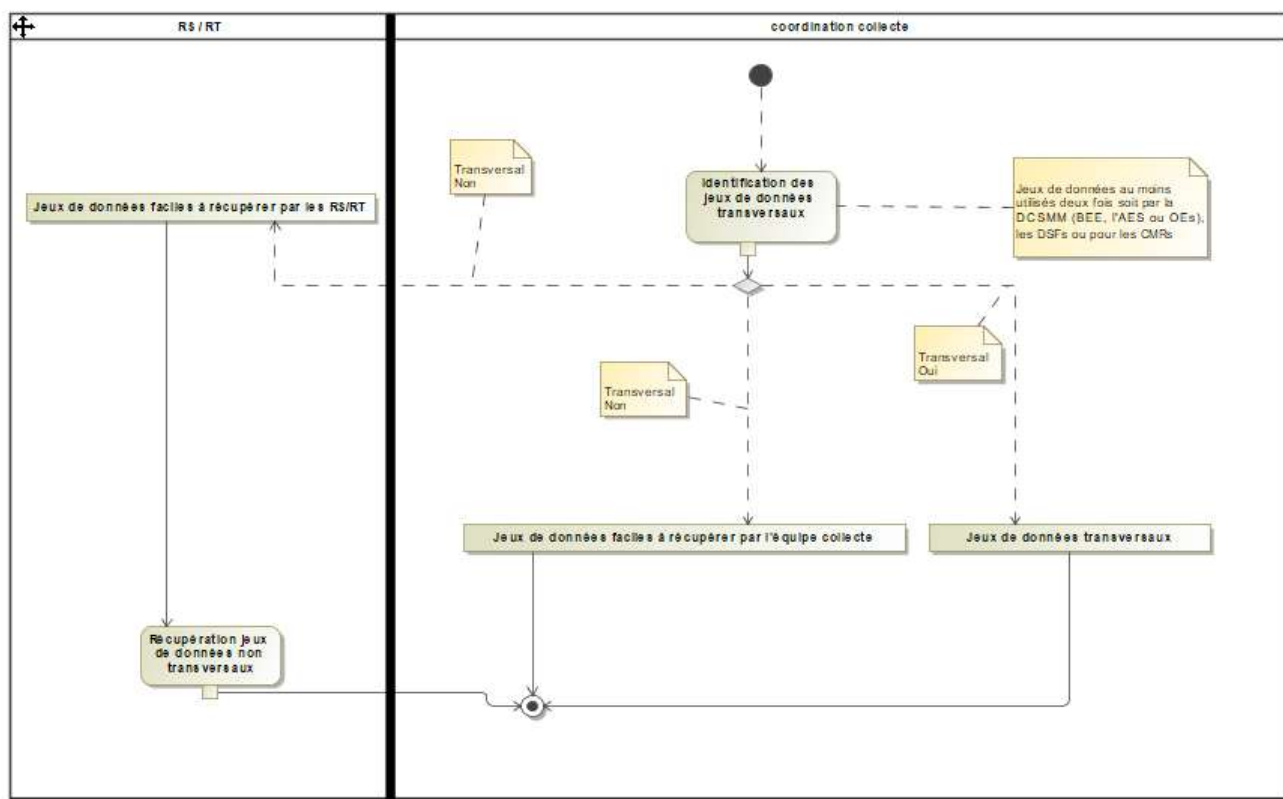 RS / RT
coordination collecte
Transversal
Non
Identification des
jeux de données
transversaux
Jeux de données au moins
utilisés deux fois soit par la
DCSMM (BEE, l'AES ou OEs),
les DSFs ou pour les CMRs
Jeux de données faciles à récupérer par les RS/RT
Transversal
Oui
Transversal
Non
Jeux de données faciles à récupérer par l'équipe collecte
Jeux de données transversaux
Récupération jeux
de données non
transversaux